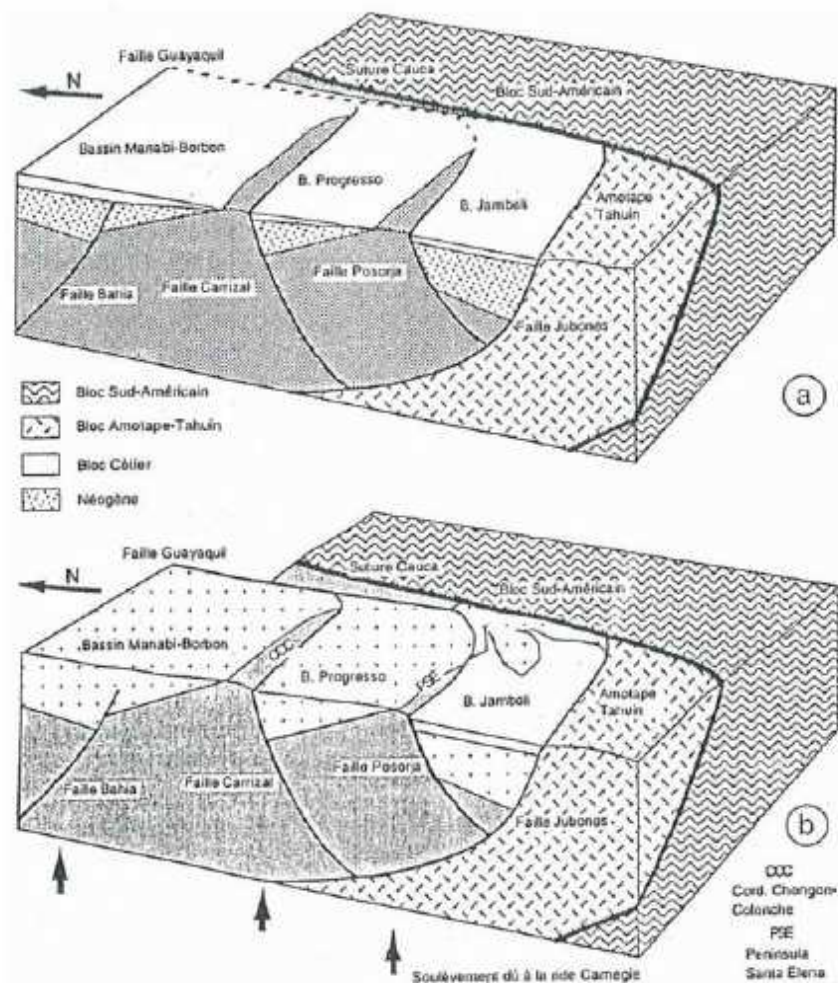 Faille Guayaquil
N
Suture Cauca
Bloc Sud-Américain
Bassin Manabi-Borbon
B. Progresso
B. Jambeli
Amotape
Tahuin
Faille Bahia
Faille Carrizal
Faille Posorja
Faille Jubones
a
Bloc Sud-Américain
Bloc Amotape-Tahuin
Bloc Côtier
Néogène
Faille Guayaquil
N
Suture Cauca
Bloc Sud-Américain
Bassin Manabi-Borbon
CCC
B. Progresso
PSE
B. Jambeli
Amotape
Tahuin
Faille Bahia
Faille Carrizal
Faille Posorja
Faille Jubones
b
CCC
Cord. Chongon-
Colonche
PSE
Peninsula
Santa Elena
Soulèvement dû à la ride Carnegie